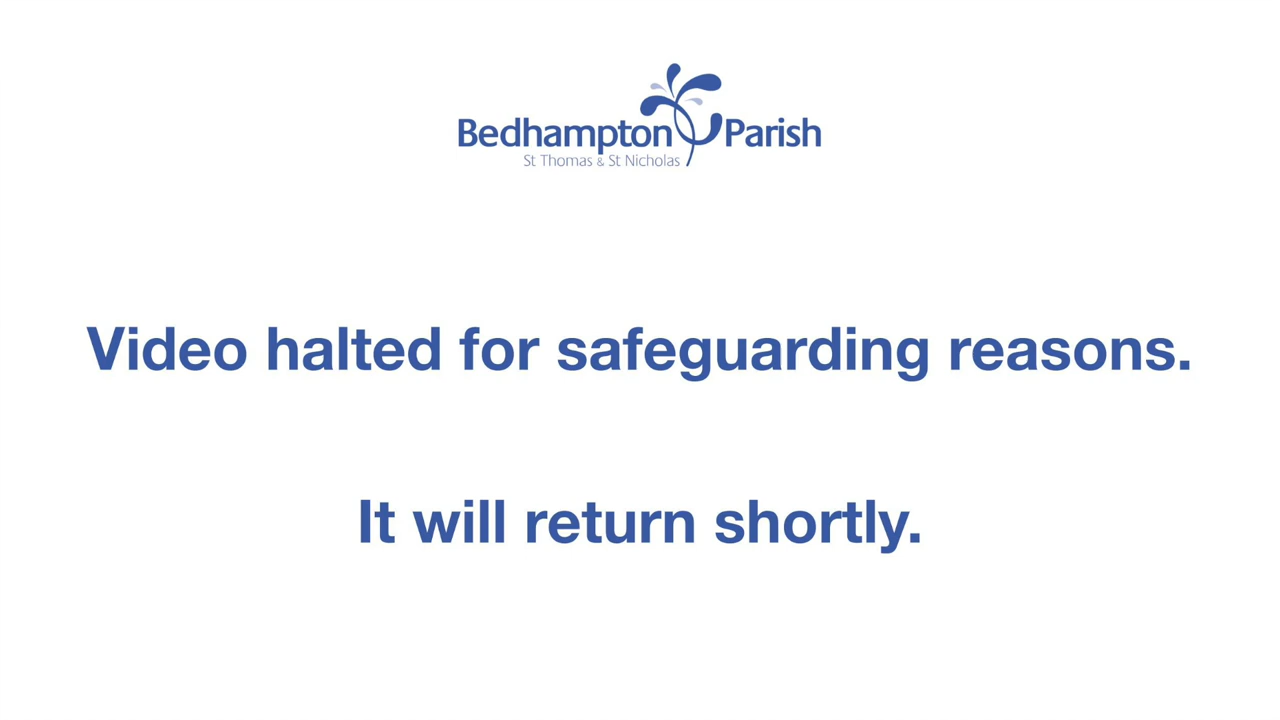 Bedhampton Parish
St Thomas & St Nicholas
Video halted for safeguarding reasons.
It will return shortly.